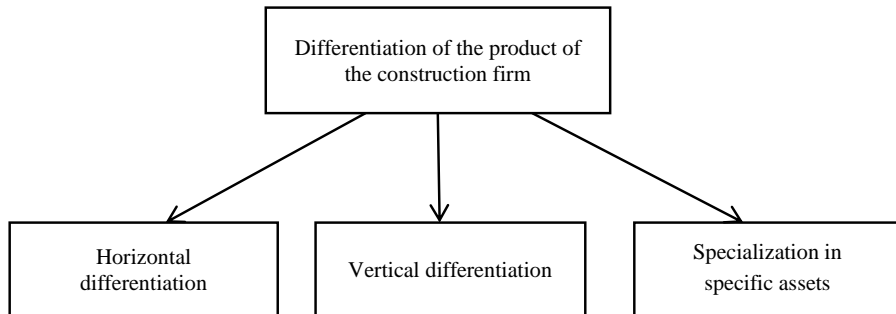 Differentiation of the product of
the construction firm
Horizontal
differentiation
Vertical differentiation
Specialization in
specific assets